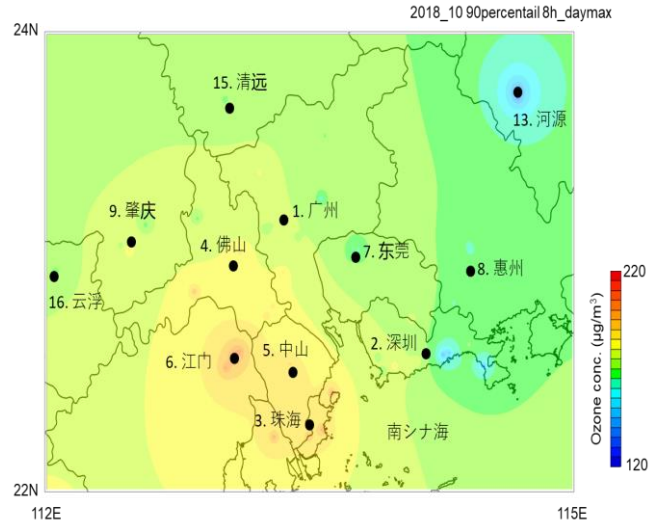 2018_10 90percentail 8h_daymax
24N
15. 清远
13. 河源
9. 肇庆
1. 广州
4. 佛山
7. 东莞
8. 惠州
16. 云浮
220
2. 深圳
6. 江门
5. 中山
3. 珠海
南シナ海
Ozone conc. (μg/m³)
120
22N
112E
115E